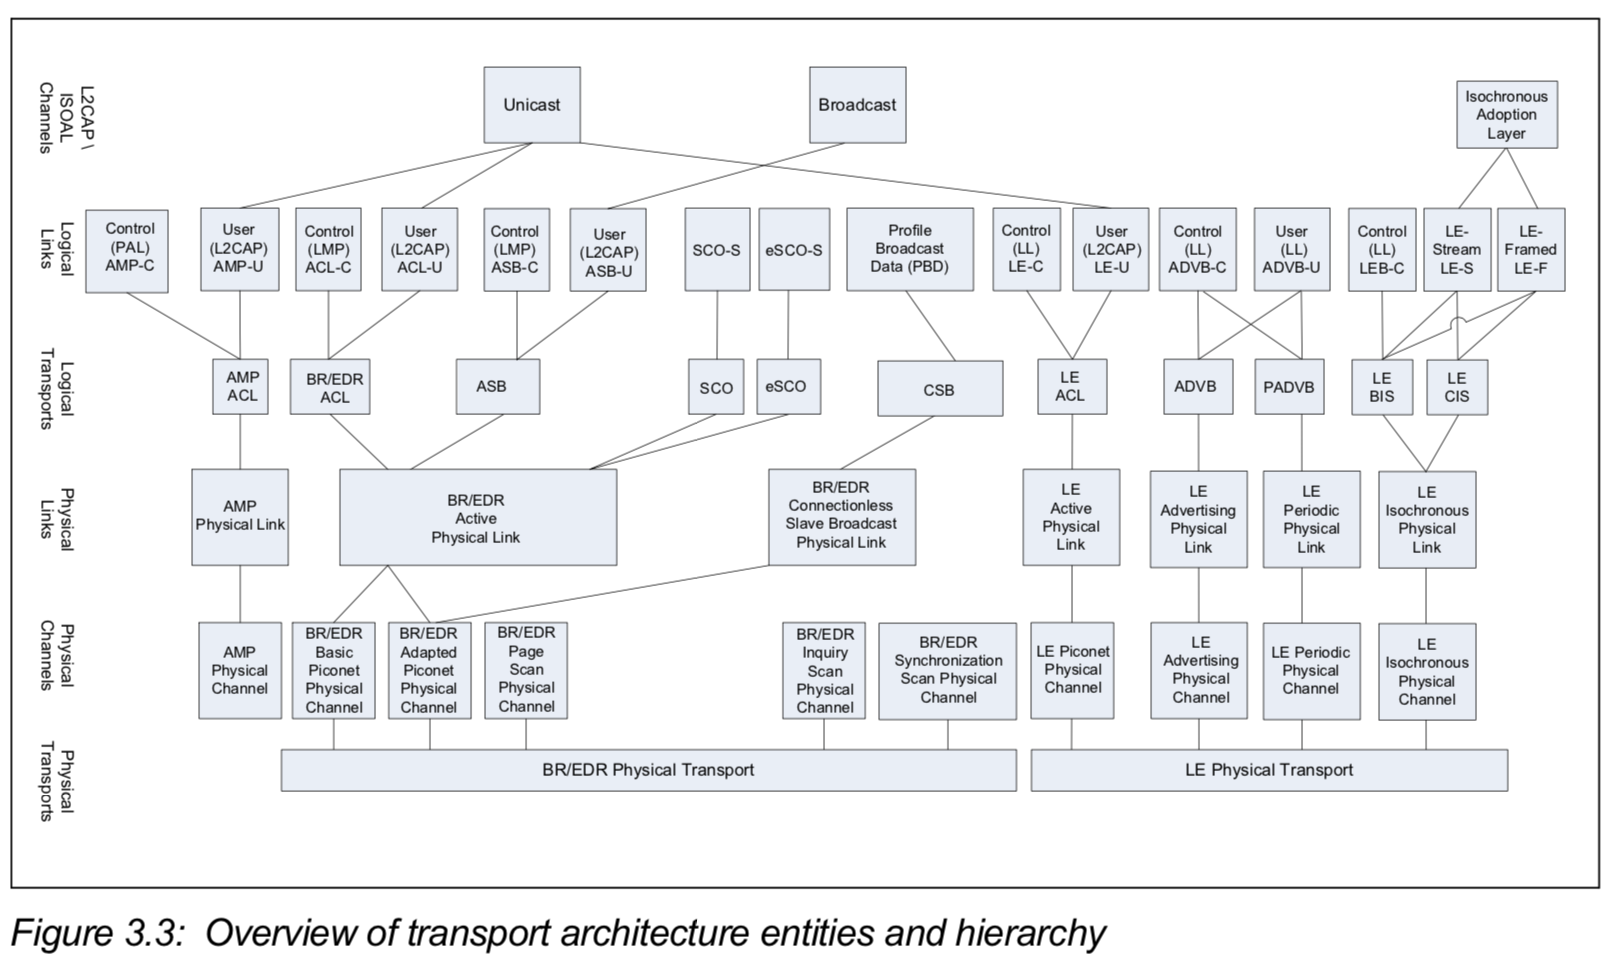 L2CAP \
ISOAL
Channels
Unicast
Broadcast
Isochronous
Adoption
Layer
Logical
Links
Control
(PAL)
AMP-C
User
(L2CAP)
AMP-U
Control
(LMP)
ACL-C
User
(L2CAP)
ACL-U
Control
(LMP)
ASB-C
User
(L2CAP)
ASB-U
SCO-S
eSCO-S
Profile
Broadcast
Data (PBD)
Control
(LL)
LE-C
User
(L2CAP)
LE-U
Control
(LL)
ADVB-C
User
(LL)
ADVB-U
Control
(LL)
LEB-C
LE-
Stream
LE-S
LE-
Framed
LE-F
Logical
Transports
AMP
ACL
BR/EDR
ACL
ASB
SCO
eSCO
CSB
LE
ACL
ADVB
PADVB
LE
BIS
LE
CIS
Physical
Links
AMP
Physical Link
BR/EDR
Active
Physical Link
BR/EDR
Connectionless
Slave Broadcast
Physical Link
LE
Active
Physical
Link
LE
Advertising
Physical
Link
LE
Periodic
Physical
Link
LE
Isochronous
Physical
Link
Physical
Channels
AMP
Physical
Channel
BR/EDR
Basic
Piconet
Physical
Channel
BR/EDR
Adapted
Piconet
Physical
Channel
BR/EDR
Page
Scan
Physical
Channel
BR/EDR
Inquiry
Scan
Physical
Channel
BR/EDR
Synchronization
Scan Physical
Channel
LE Piconet
Physical
Channel
LE
Advertising
Physical
Channel
LE Periodic
Physical
Channel
LE
Isochronous
Physical
Channel
Physical
Transports
BR/EDR Physical Transport
LE Physical Transport
Figure 3.3: Overview of transport architecture entities and hierarchy